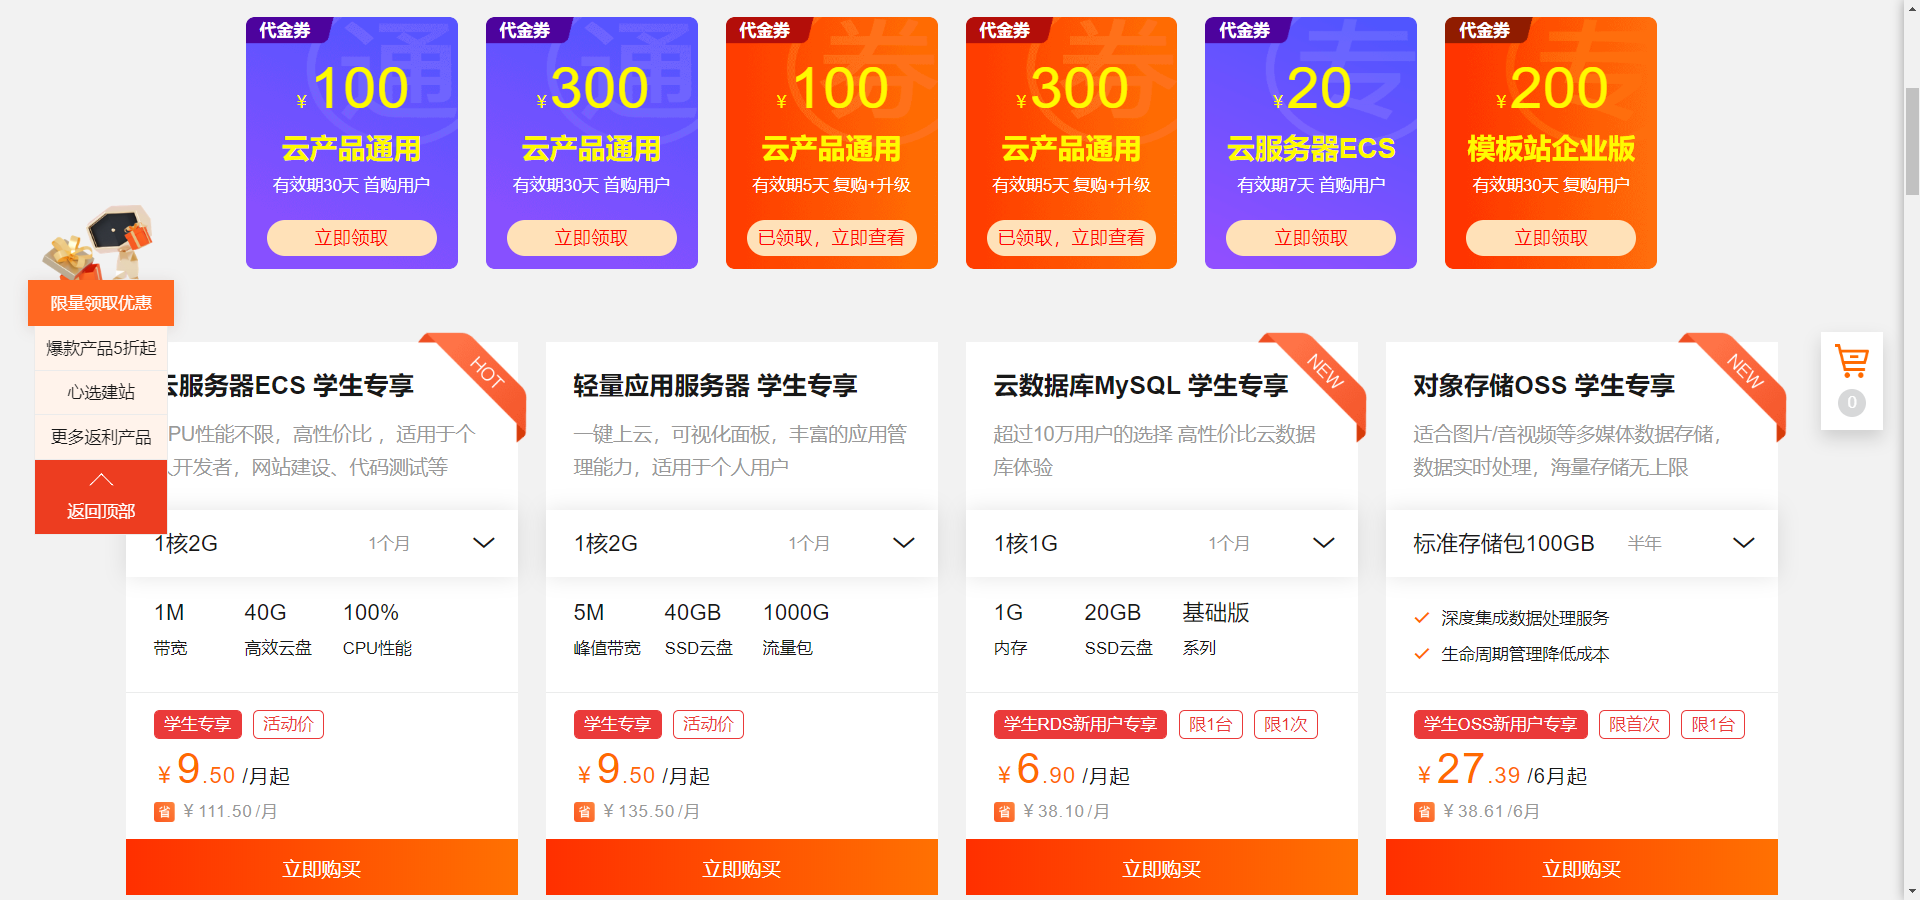 代金券
通
¥100
云产品通用
有效期30天 首购用户
立即领取
代金券
通
¥300
云产品通用
有效期30天 首购用户
立即领取
代金券
券
¥100
云产品通用
有效期5天 复购+升级
已领取，立即查看
代金券
券
¥300
云产品通用
有效期5天 复购+升级
已领取，立即查看
代金券
专
¥20
云服务器ECS
有效期7天 首购用户
立即领取
代金券
专
¥200
模板站企业版
有效期30天 复购用户
立即领取
限量领取优惠
爆款产品5折起
心选建站
更多返利产品
返回顶部
云服务器ECS 学生专享
HOT
PU性能不限，高性价比 ，适用于个
人开发者，网站建设、代码测试等
1核2G 1个月
1M 40G 100%
带宽 高效云盘 CPU性能
学生专享 活动价
¥9.50 /月起
省 ¥111.50/月
立即购买
轻量应用服务器 学生专享
一键上云，可视化面板，丰富的应用管
理能力，适用于个人用户
1核2G 1个月
5M 40GB 1000G
峰值带宽 SSD云盘 流量包
学生专享 活动价
¥9.50 /月起
省 ¥135.50/月
立即购买
云数据库MySQL 学生专享
NEW
超过10万用户的选择 高性价比云数据
库体验
1核1G 1个月
1G 20GB 基础版
内存 SSD云盘 系列
学生RDS新用户专享 限1台 限1次
¥6.90 /月起
省 ¥38.10/月
立即购买
对象存储OSS 学生专享
NEW
适合图片/音视频等多媒体数据存储，
数据实时处理，海量存储无上限
标准存储包100GB 半年
深度集成数据处理服务
生命周期管理降低成本
学生OSS新用户专享 限首次 限1台
¥27.39 /6月起
省 ¥38.61/6月
立即购买
0